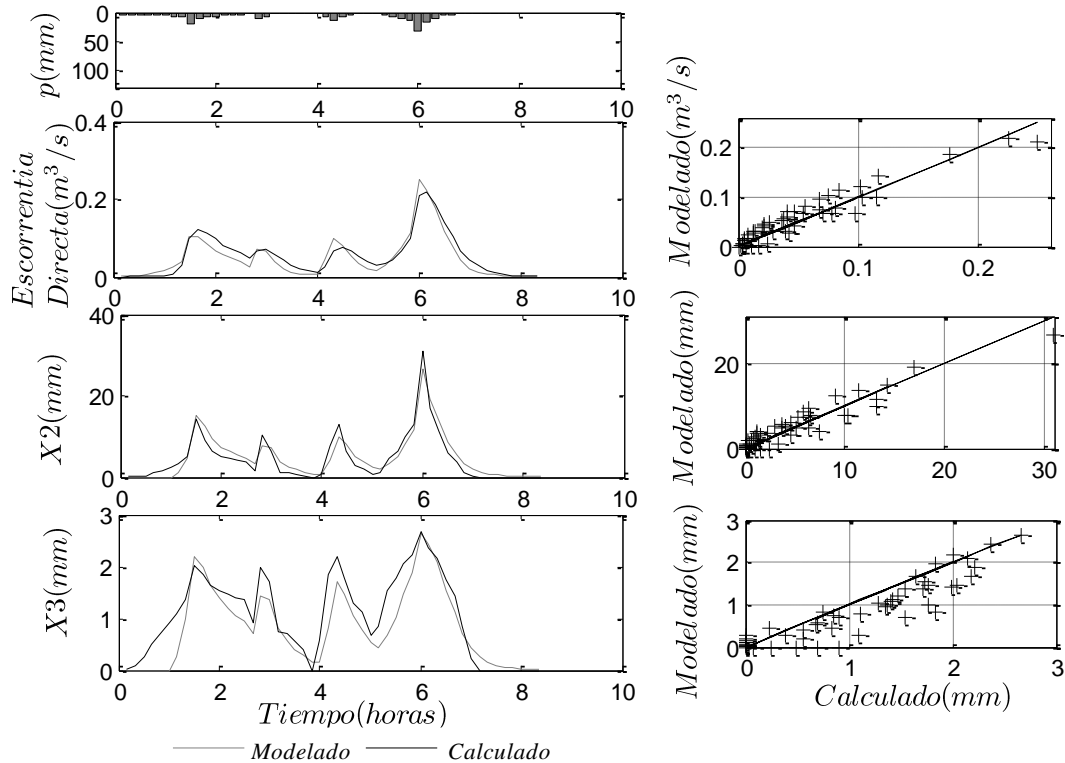 0
50
100
p(mm)
0 2 4 6 8 10
0.4
0.2
0
Escorrentia
Directa(m³/s)
0 2 4 6 8 10
40
20
0
X2(mm)
0 2 4 6 8 10
3
2
1
0
X3(mm)
0 2 4 6 8 10
Tiempo(horas)
Modelado Calculado
0.2
0.1
0
Modelado(m³/s)
0 0.1 0.2
20
0
Modelado(mm)
0 10 20 30
3
2
1
0
Modelado(mm)
0 1 2 3
Calculado(mm)